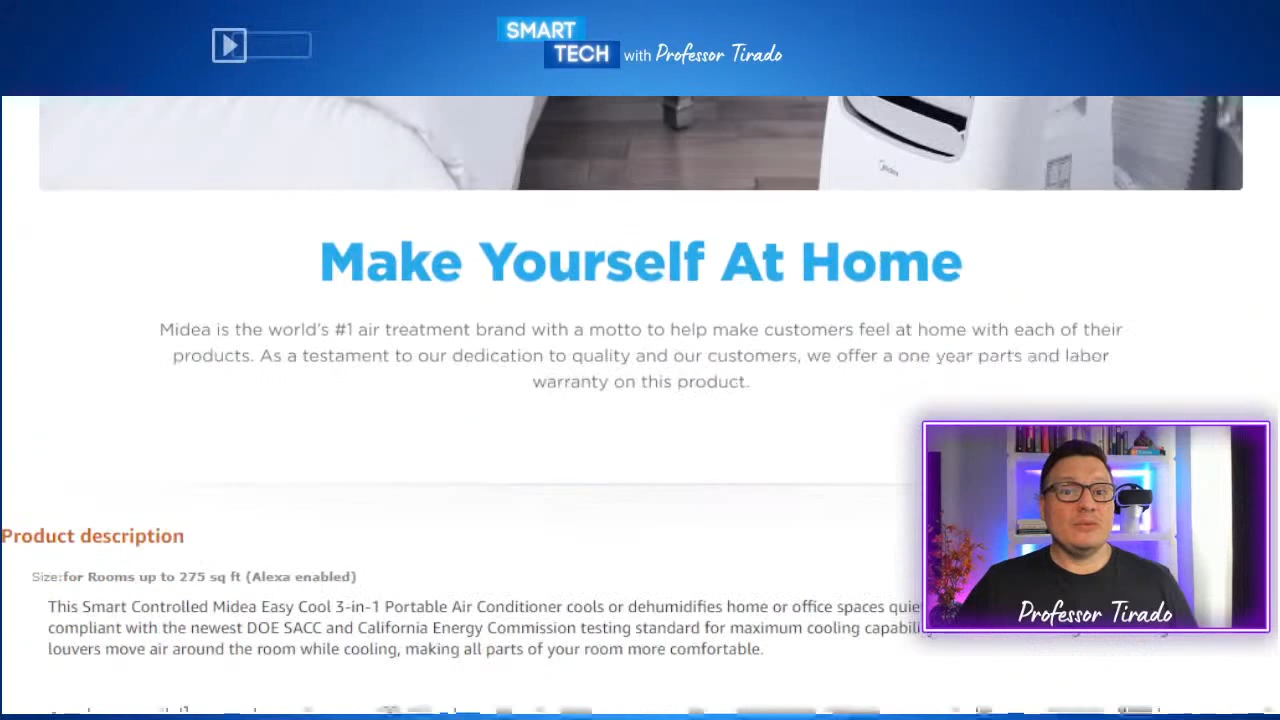 SMART
TECH with Professor Tirado
Midea
Make Yourself At Home
Midea is the world's #1 air treatment brand with a motto to help make customers feel at home with each of their
products. As a testament to our dedication to quality and our customers, we offer a one year parts and labor
warranty on this product.
Product description
Size:for Rooms up to 275 sq ft (Alexa enabled)
This Smart Controlled Midea Easy Cool 3-in-1 Portable Air Conditioner cools or dehumidifies home or office spaces
compliant with the newest DOE SACC and California Energy Commission testing standard for maximum cooling
louvers move air around the room while cooling, making all parts of your room more comfortable.
Professor Tirado